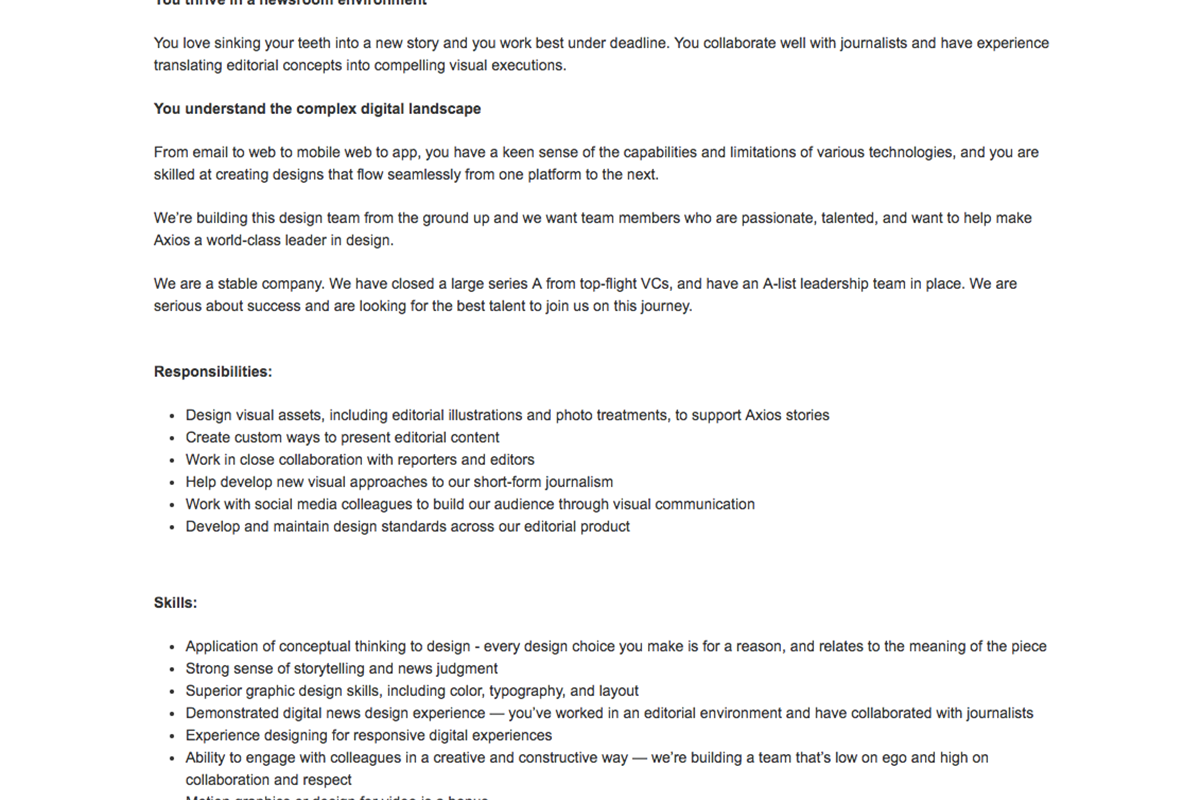 You thrive in a newsroom environment
You love sinking your teeth into a new story and you work best under deadline. You collaborate well with journalists and have experience
translating editorial concepts into compelling visual executions.
You understand the complex digital landscape
From email to web to mobile web to app, you have a keen sense of the capabilities and limitations of various technologies, and you are
skilled at creating designs that flow seamlessly from one platform to the next.
We’re building this design team from the ground up and we want team members who are passionate, talented, and want to help make
Axios a world-class leader in design.
We are a stable company. We have closed a large series A from top-flight VCs, and have an A-list leadership team in place. We are
serious about success and are looking for the best talent to join us on this journey.
Responsibilities:
• Design visual assets, including editorial illustrations and photo treatments, to support Axios stories
• Create custom ways to present editorial content
• Work in close collaboration with reporters and editors
• Help develop new visual approaches to our short-form journalism
• Work with social media colleagues to build our audience through visual communication
• Develop and maintain design standards across our editorial product
Skills:
• Application of conceptual thinking to design - every design choice you make is for a reason, and relates to the meaning of the piece
• Strong sense of storytelling and news judgment
• Superior graphic design skills, including color, typography, and layout
• Demonstrated digital news design experience — you’ve worked in an editorial environment and have collaborated with journalists
• Experience designing for responsive digital experiences
• Ability to engage with colleagues in a creative and constructive way — we’re building a team that’s low on ego and high on
collaboration and respect
• Motion graphics or design for video is a bonus